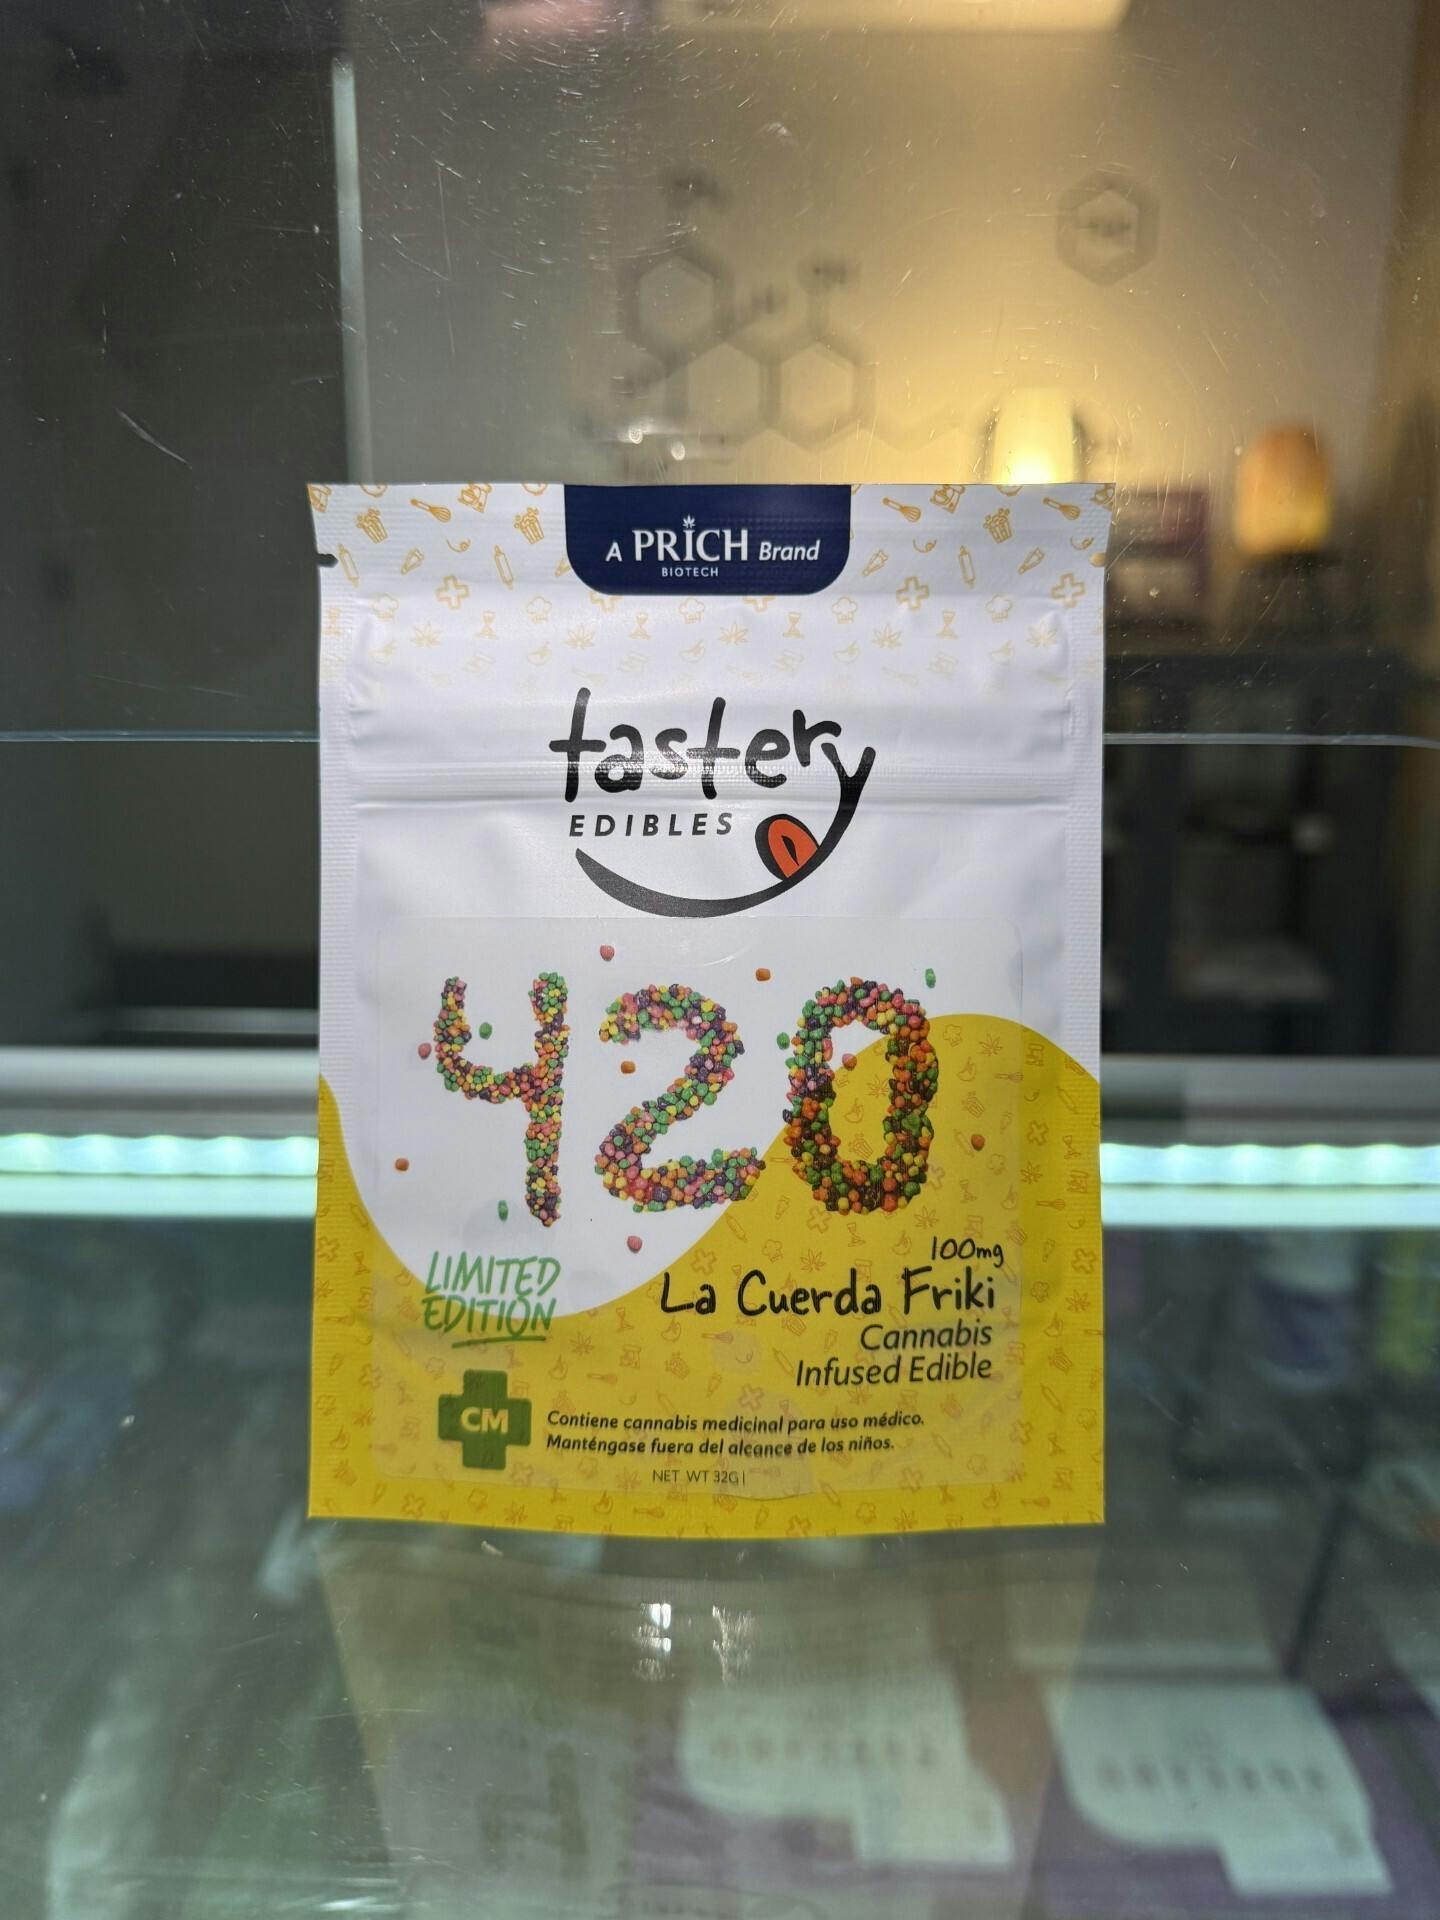 A PRICH Brand
BIOTECH
tastery
EDIBLES
420
LIMITED
EDITION
100mg
La Cuerda Friki
Cannabis
Infused Edible
CM
Contiene cannabis medicinal para uso médico.
Manténgase fuera del alcance de los niños.
NET WT 32G |